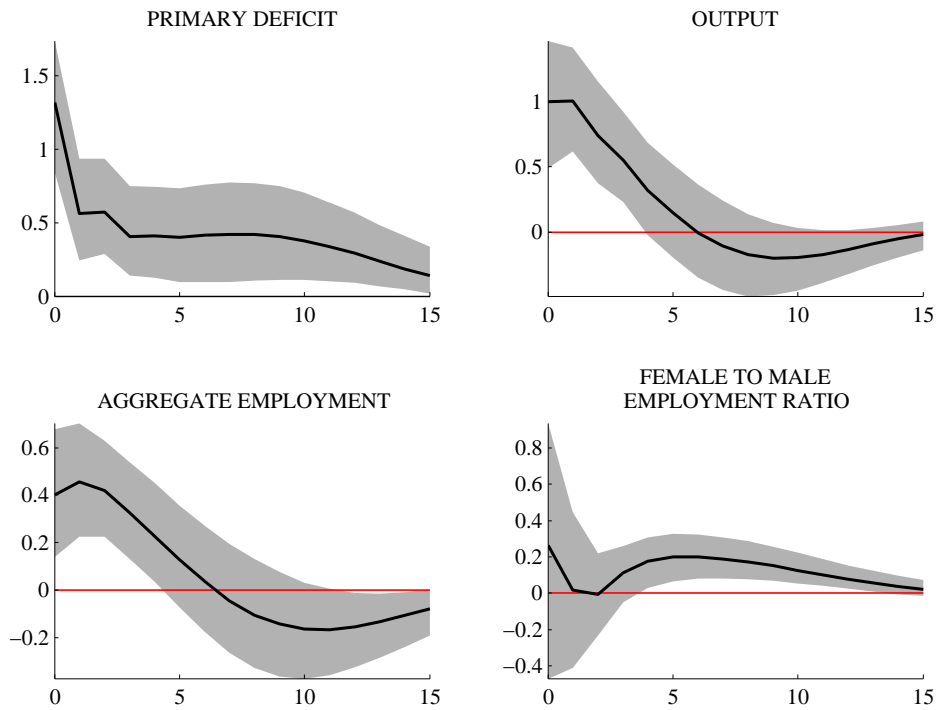 PRIMARY DEFICIT
1.5
1
0.5
0
0 5 10 15
OUTPUT
1
0.5
0
0 5 10 15
AGGREGATE EMPLOYMENT
0.6
0.4
0.2
0
−0.2
0 5 10 15
FEMALE TO MALE
EMPLOYMENT RATIO
0.8
0.6
0.4
0.2
0
−0.2
−0.4
0 5 10 15